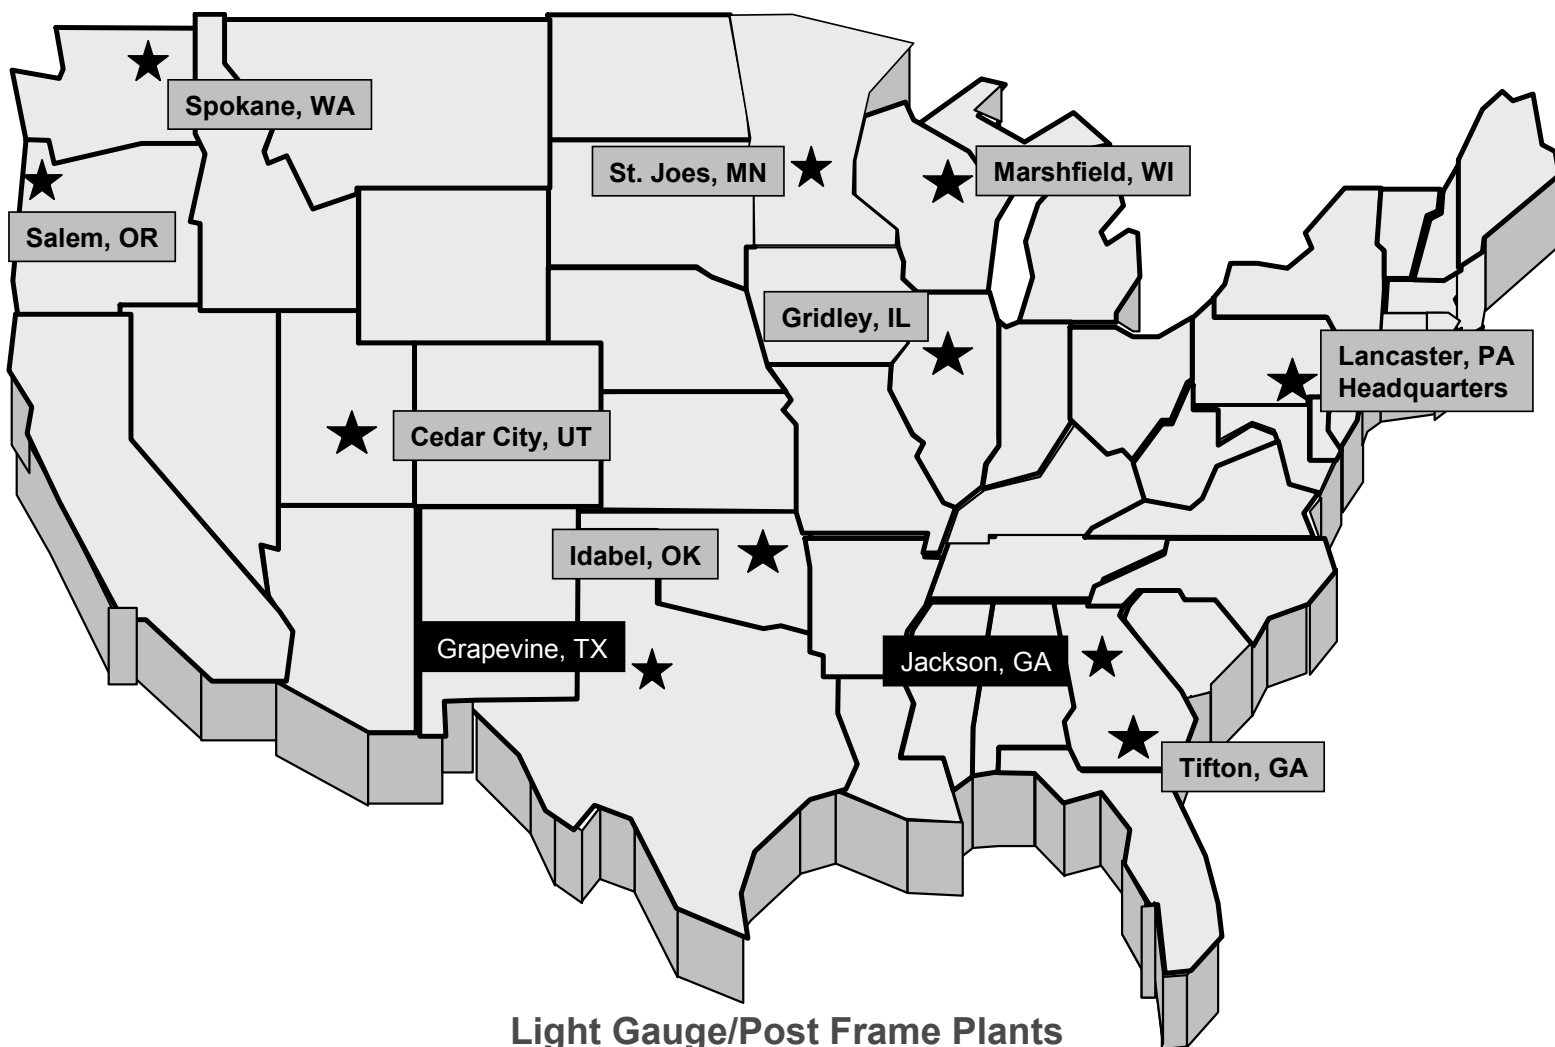 Spokane, WA
St. Joes, MN
Marshfield, WI
Salem, OR
Gridley, IL
Lancaster, PA
Headquarters
Cedar City, UT
Idabel, OK
Grapevine, TX
Jackson, GA
Tifton, GA
Light Gauge/Post Frame Plants